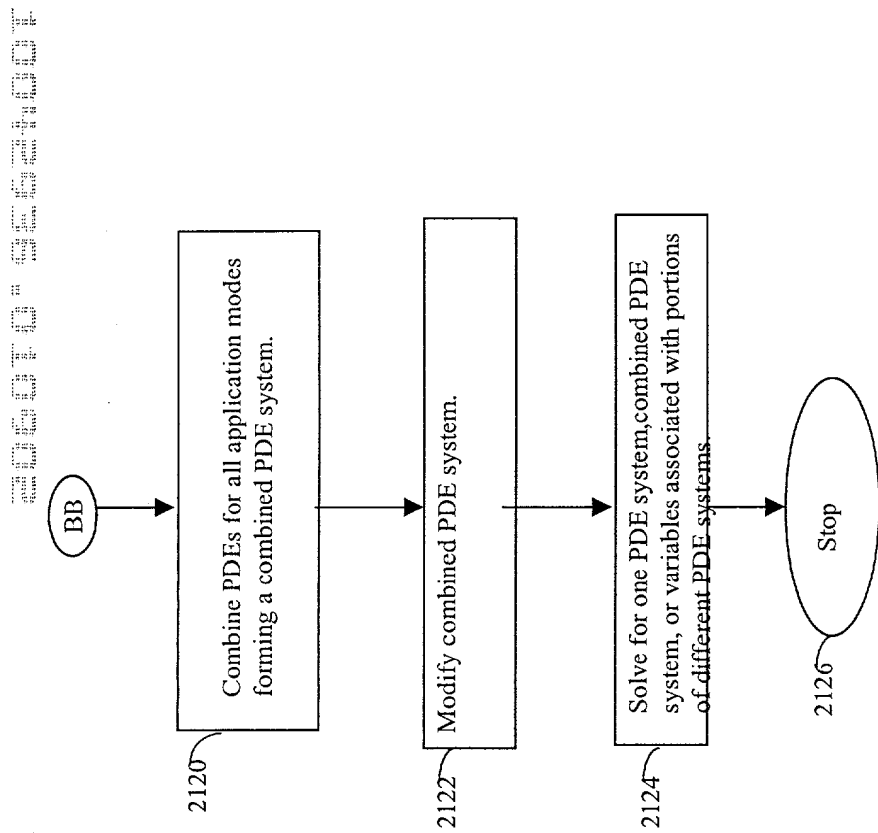 BB
Combine PDEs for all application modes
forming a combined PDE system.
2120
Modify combined PDE system.
2122
Solve for one PDE system,combined PDE
system, or variables associated with portions
of different PDE systems.
2124
Stop
2126